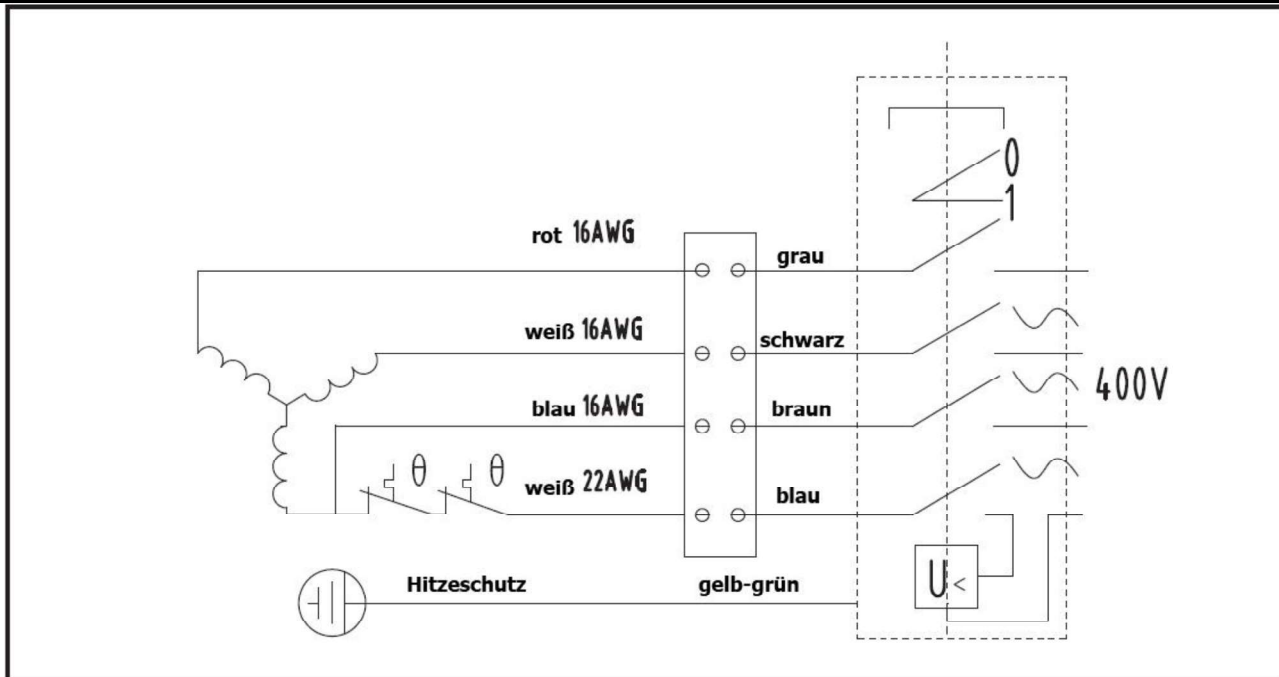 0
1
rot 16AWG
grau
weiß 16AWG
schwarz
400V
blau 16AWG
braun
θ θ
weiß 22AWG
blau
U<
Hitzeschutz
gelb-grün